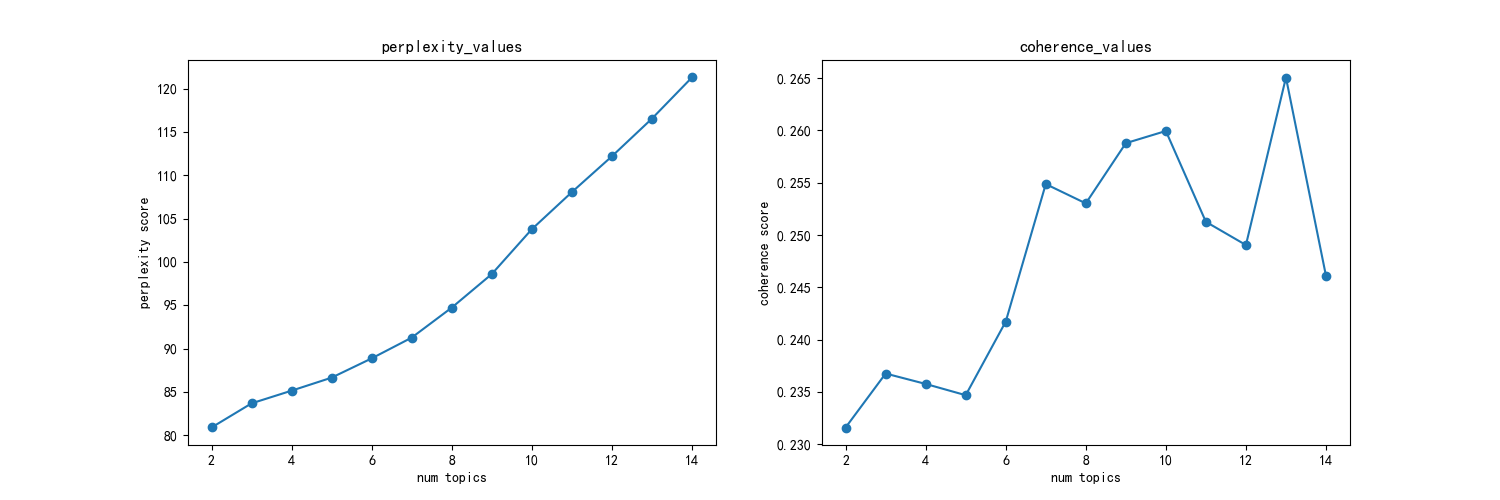 perplexity_values
120
115
110
105
100
95
90
85
80
perplexity score
2 4 6 8 10 12 14
num topics
coherence_values
0.265
0.260
0.255
0.250
0.245
0.240
0.235
0.230
coherence score
2 4 6 8 10 12 14
num topics